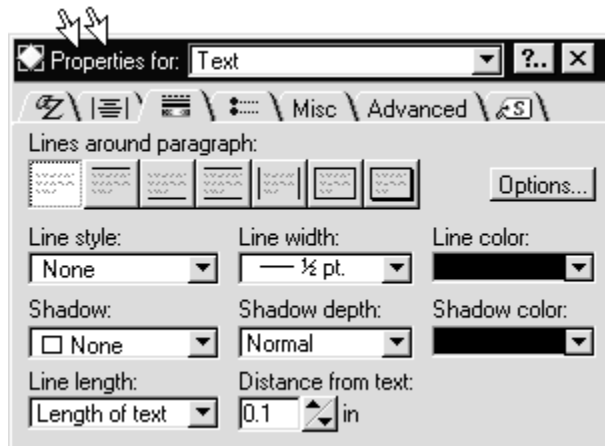 Properties for: Text ?..
Z Misc Advanced S
Lines around paragraph:
Options...
Line style: Line width: Line color:
None ½ pt.
Shadow: Shadow depth: Shadow color:
None Normal
Line length: Distance from text:
Length of text 0.1 in